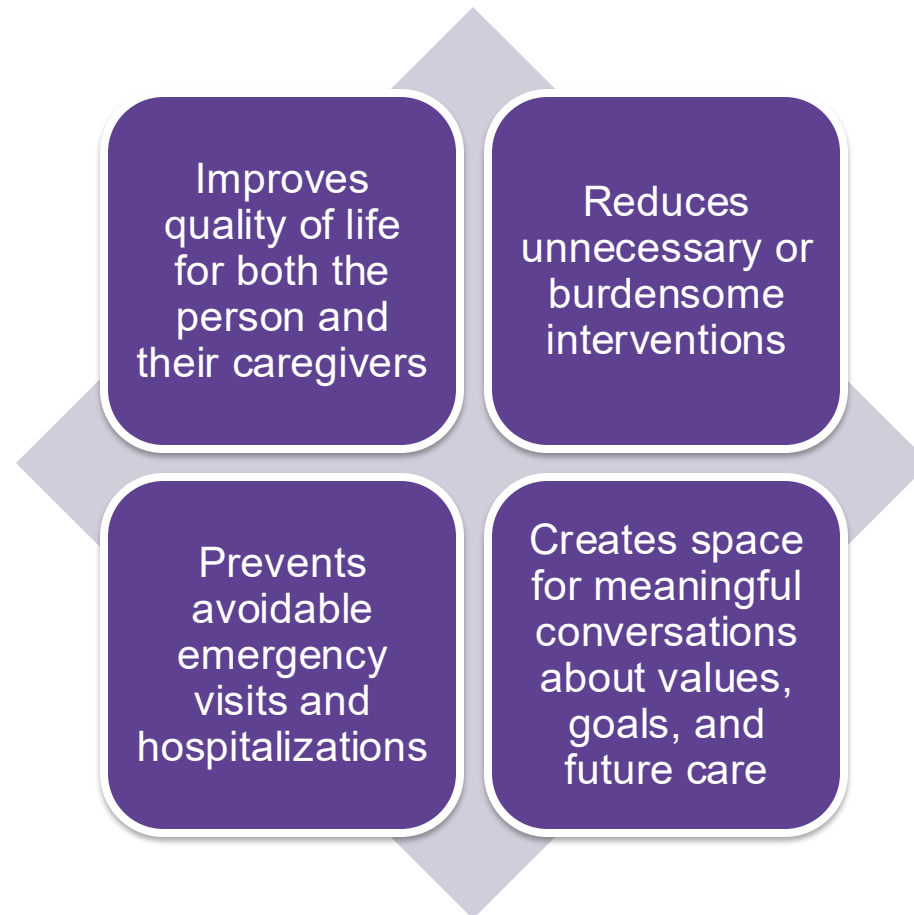 Improves
quality of life
for both the
person and
their caregivers
Reduces
unnecessary or
burdensome
interventions
Prevents
avoidable
emergency
visits and
hospitalizations
Creates space
for meaningful
conversations
about values,
goals, and
future care